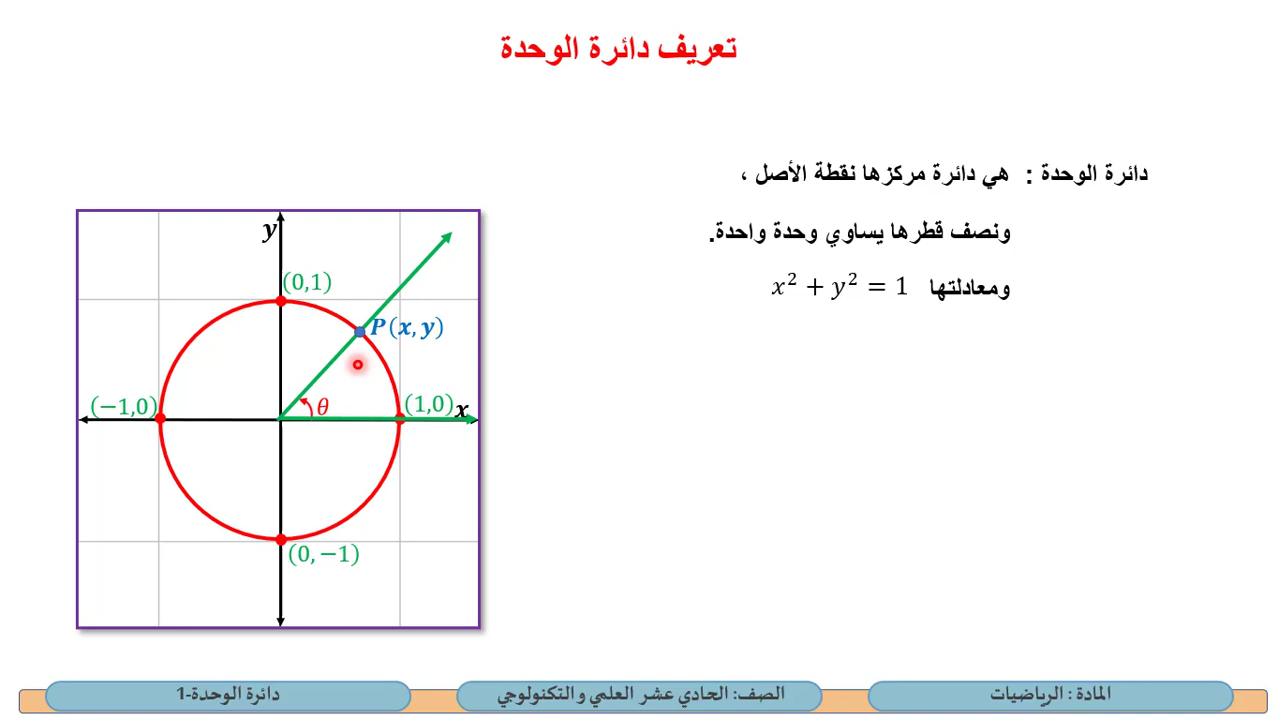 تعريف دائرة الوحدة
دائرة الوحدة : هي دائرة مركزها نقطة الأصل ،
ونصف قطرها يساوي وحدة واحدة.
ومعادلتها x² + y² = 1
y
(0,1)
P(x, y)
(−1,0)
θ
(1,0)
x
(0, −1)
المادة : الرياضيات
الصف: الحادي عشر العلمي والتكنولوجي
دائرة الوحدة-1